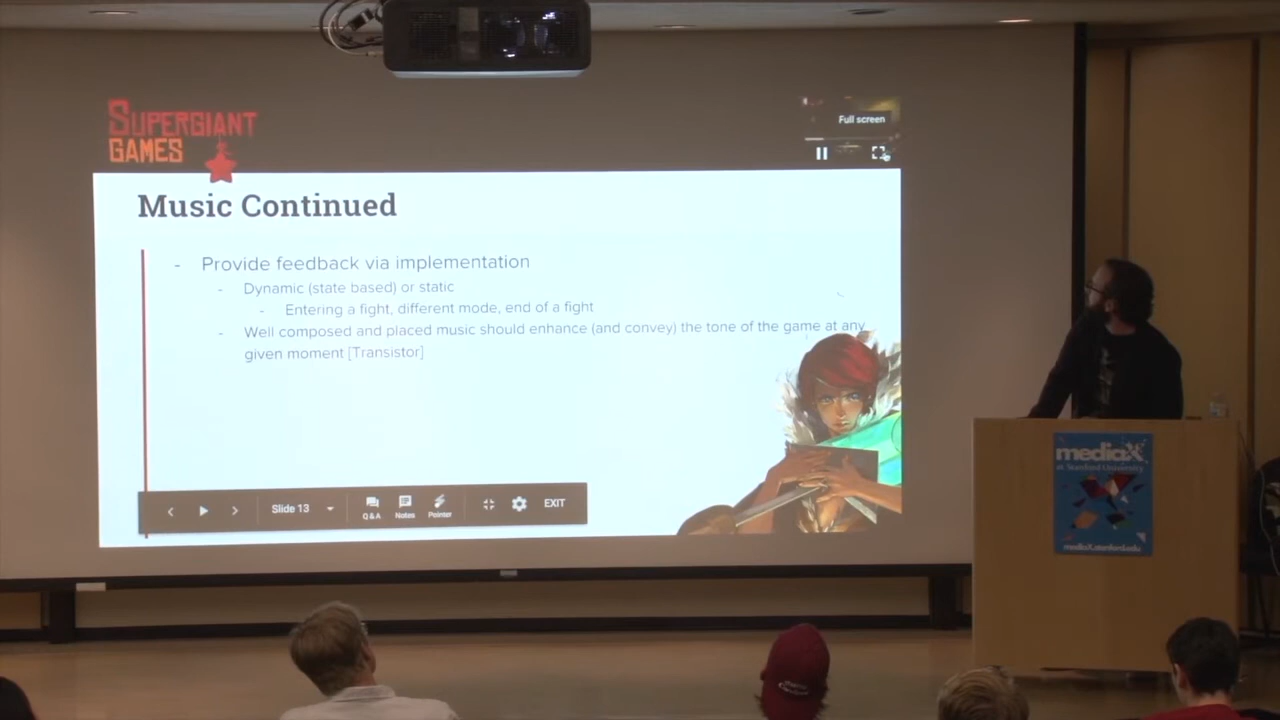 SUPERGIANT
GAMES
Full screen
Music Continued
- Provide feedback via implementation
- Dynamic (state based) or static
- Entering a fight, different mode, end of a fight
- Well composed and placed music should enhance (and convey) the tone of the game at any
given moment [Transistor]
Slide 13
Q&A
Notes
Pointer
EXIT
mediaX
at Stanford University
mediaX.stanford.edu